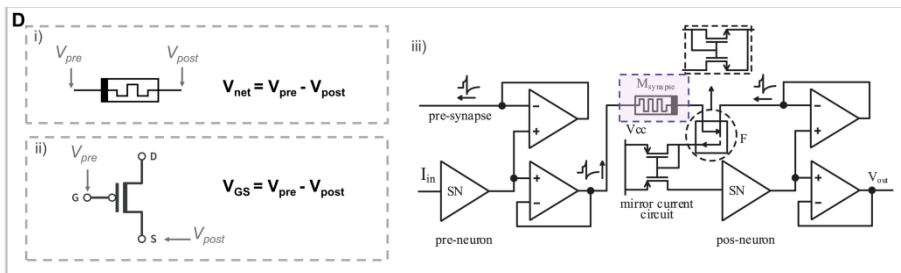 D
i)
V_pre
V_post
V_net = V_pre - V_post
ii)
V_pre
D
G
V_GS = V_pre - V_post
S
V_post
iii)
M_synapse
pre-synapse
-
+
Vcc
F
-
+
I_in
SN
+
-
mirror current
circuit
SN
+
-
V_out
pre-neuron
pos-neuron